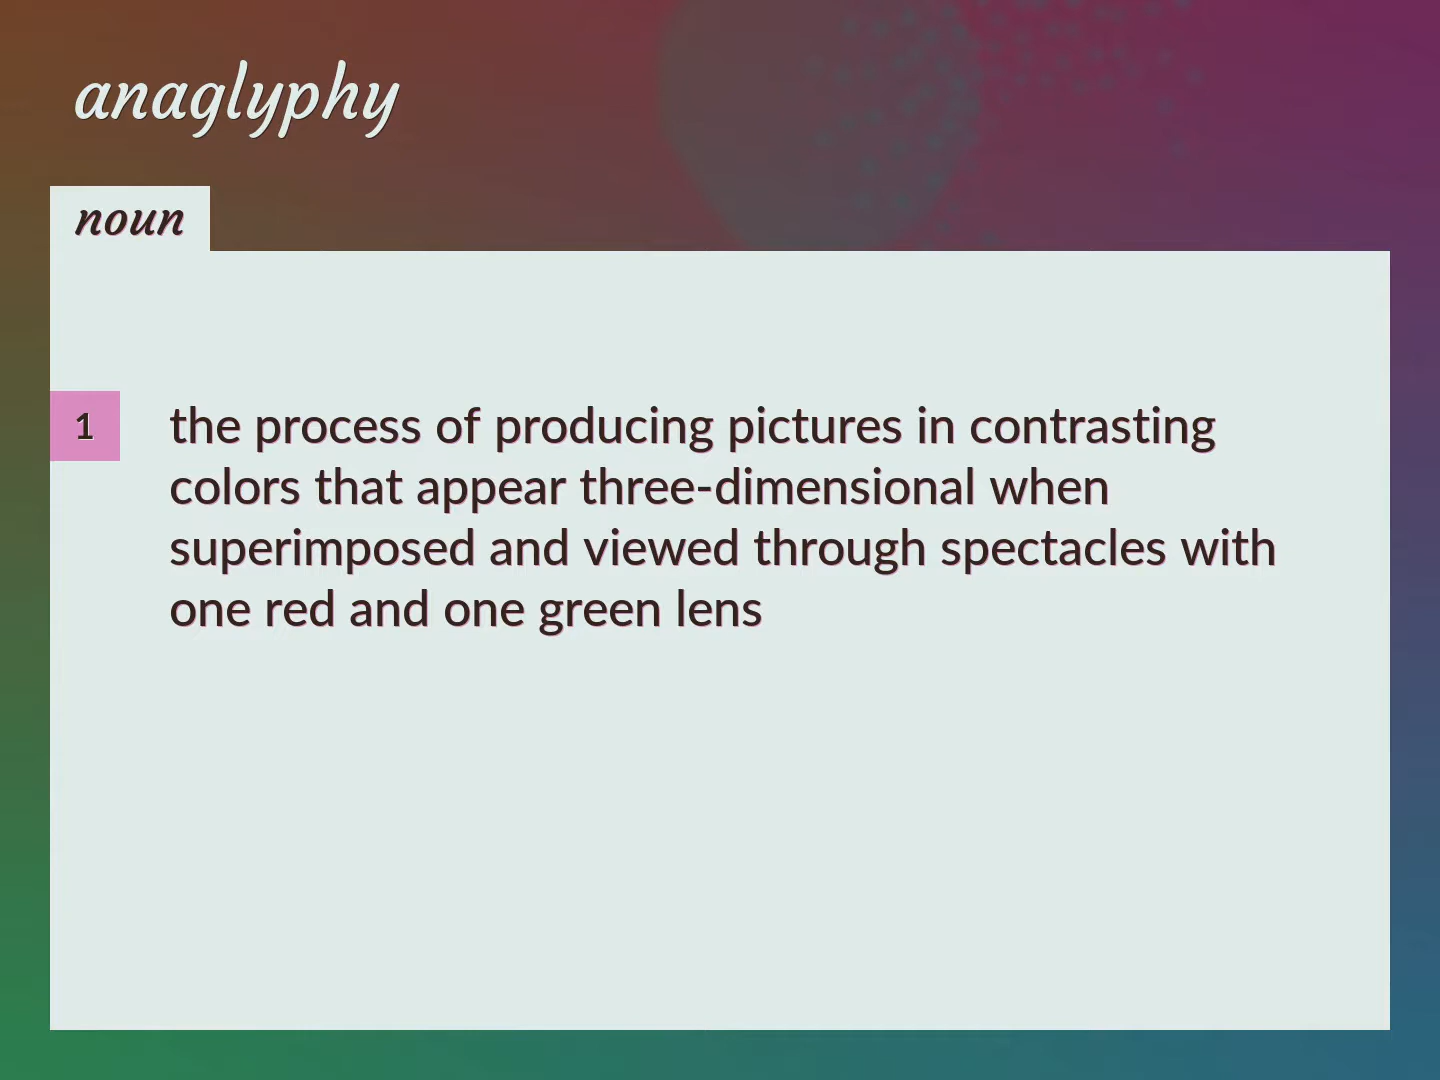 anaglyphy
noun
1
the process of producing pictures in contrasting
colors that appear three-dimensional when
superimposed and viewed through spectacles with
one red and one green lens